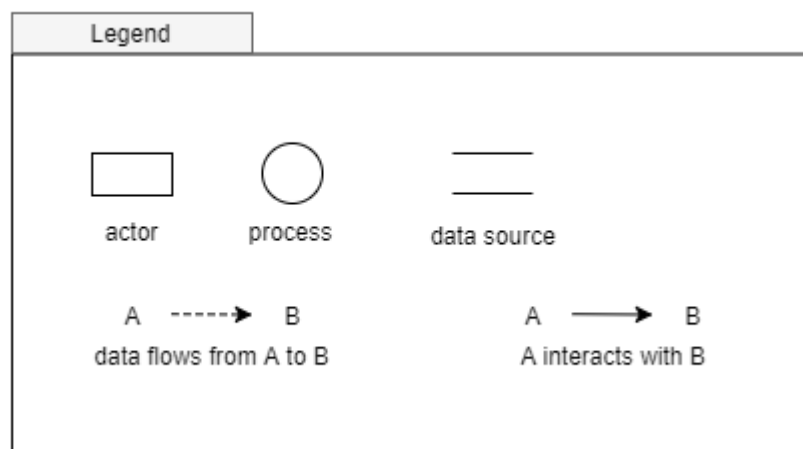 Legend
actor
process
data source
A B
data flows from A to B
A B
A interacts with B